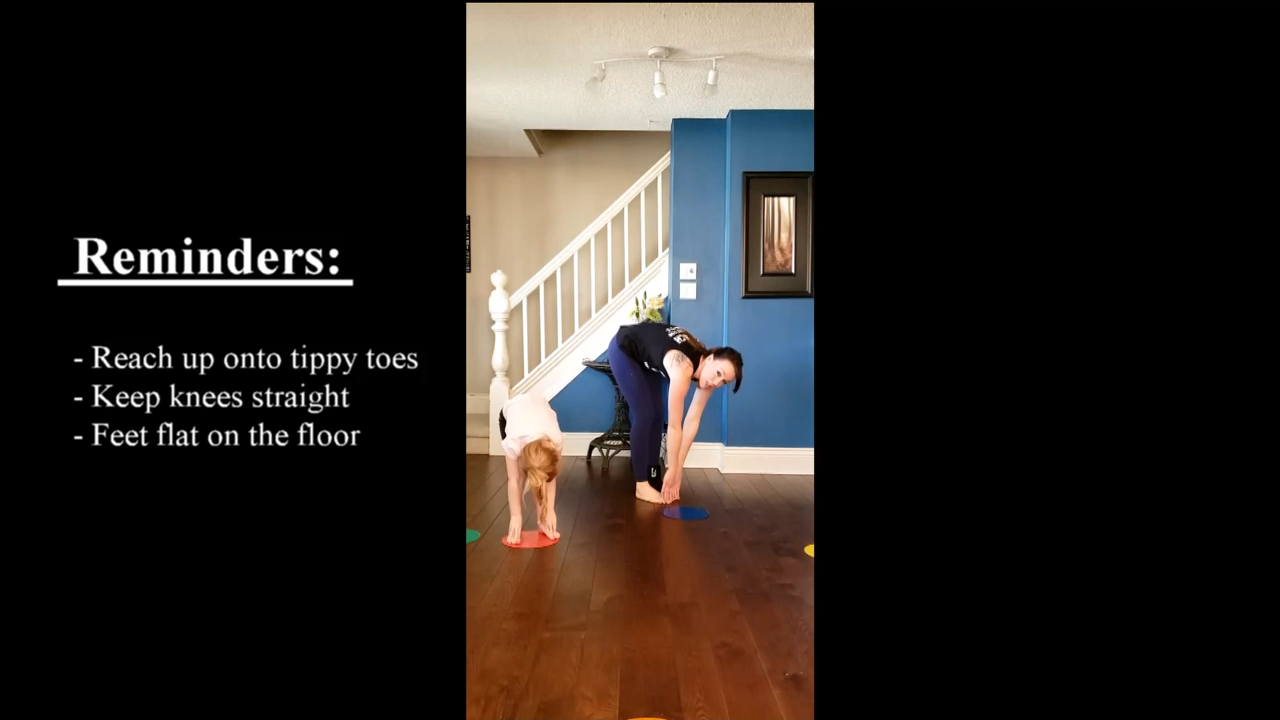 Reminders:
- Reach up onto tippy toes
- Keep knees straight
- Feet flat on the floor